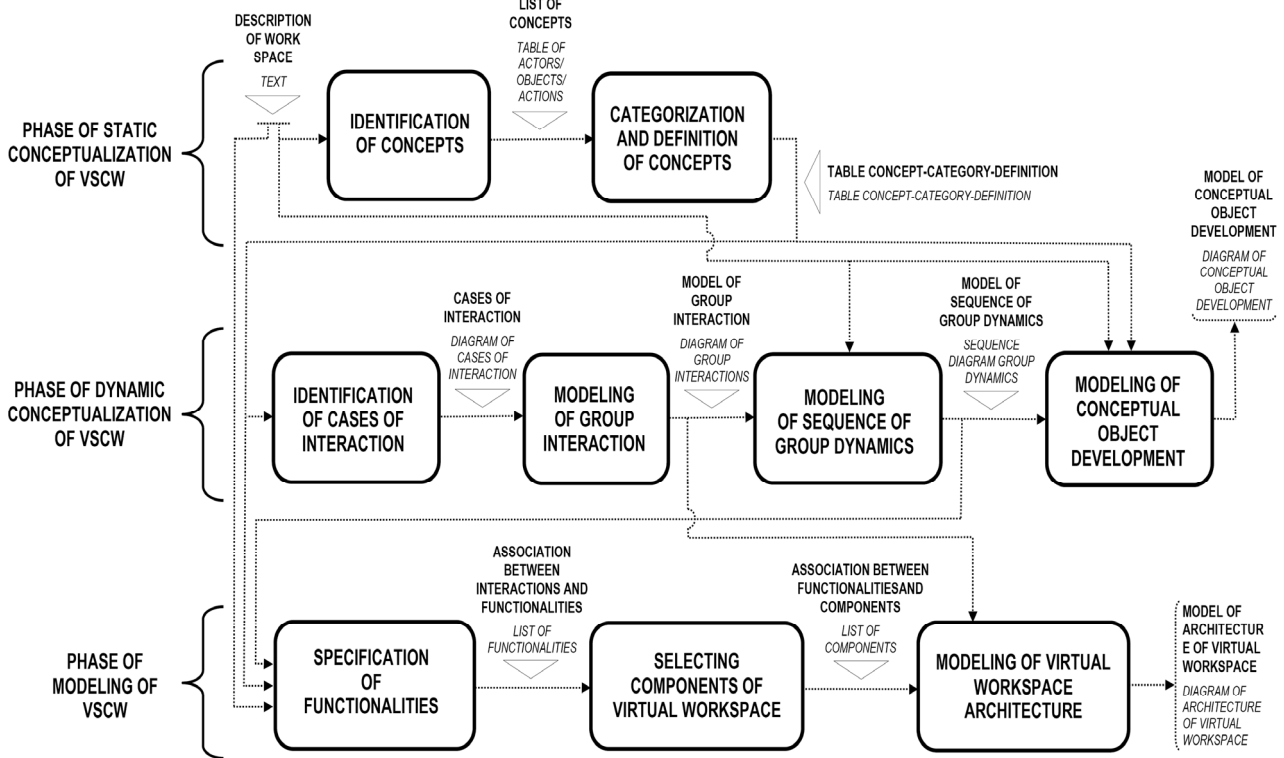 DESCRIPTION
OF WORK
SPACE
TEXT
LIST OF
CONCEPTS
TABLE OF
ACTORS/
OBJECTS/
ACTIONS
PHASE OF STATIC
CONCEPTUALIZATION
OF VSCW
IDENTIFICATION
OF CONCEPTS
CATEGORIZATION
AND DEFINITION
OF CONCEPTS
TABLE CONCEPT-CATEGORY-DEFINITION
TABLE CONCEPT-CATEGORY-DEFINITION
MODEL OF
CONCEPTUAL
OBJECT
DEVELOPMENT
DIAGRAM OF
CONCEPTUAL
OBJECT
DEVELOPMENT
CASES OF
INTERACTION
DIAGRAM OF
CASES OF
INTERACTION
MODEL OF
GROUP
INTERACTION
DIAGRAM OF
GROUP
INTERACTIONS
MODEL OF
SEQUENCE OF
GROUP DYNAMICS
SEQUENCE
DIAGRAM GROUP
DYNAMICS
PHASE OF DYNAMIC
CONCEPTUALIZATION
OF VSCW
IDENTIFICATION
OF CASES OF
INTERACTION
MODELING
OF GROUP
INTERACTION
MODELING
OF SEQUENCE OF
GROUP DYNAMICS
MODELING OF
CONCEPTUAL
OBJECT
DEVELOPMENT
ASSOCIATION
BETWEEN
INTERACTIONS AND
FUNCTIONALITIES
LIST OF
FUNCTIONALITIES
ASSOCIATION BETWEEN
FUNCTIONALITIESAND
COMPONENTS
LIST OF
COMPONENTS
PHASE OF
MODELING OF
VSCW
SPECIFICATION
OF
FUNCTIONALITIES
SELECTING
COMPONENTS OF
VIRTUAL WORKSPACE
MODELING OF VIRTUAL
WORKSPACE
ARCHITECTURE
MODEL OF
ARCHITECTUR
E OF VIRTUAL
WORKSPACE
DIAGRAM OF
ARCHITECTURE
OF VIRTUAL
WORKSPACE